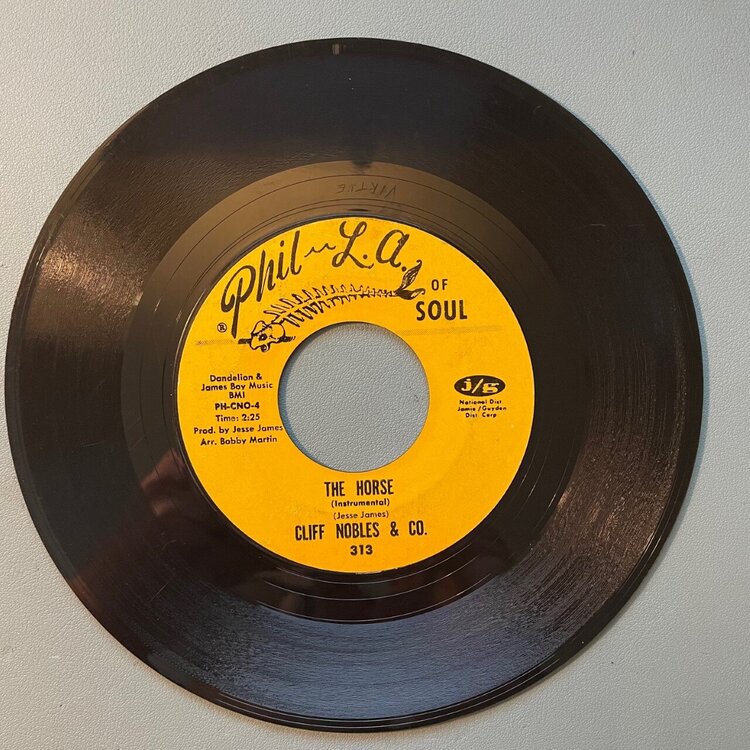 VIRTUE
Phil - L.A.
OF
SOUL
®
Dandelion &
James Boy Music
BMI
PH-CNO-4
Time: 2:25
Prod. by Jesse James
Arr. Bobby Martin
j/g
National Dist.
Jamie/Guyden
Dist Corp
THE HORSE
(Instrumental)
(Jesse James)
CLIFF NOBLES & CO.
313